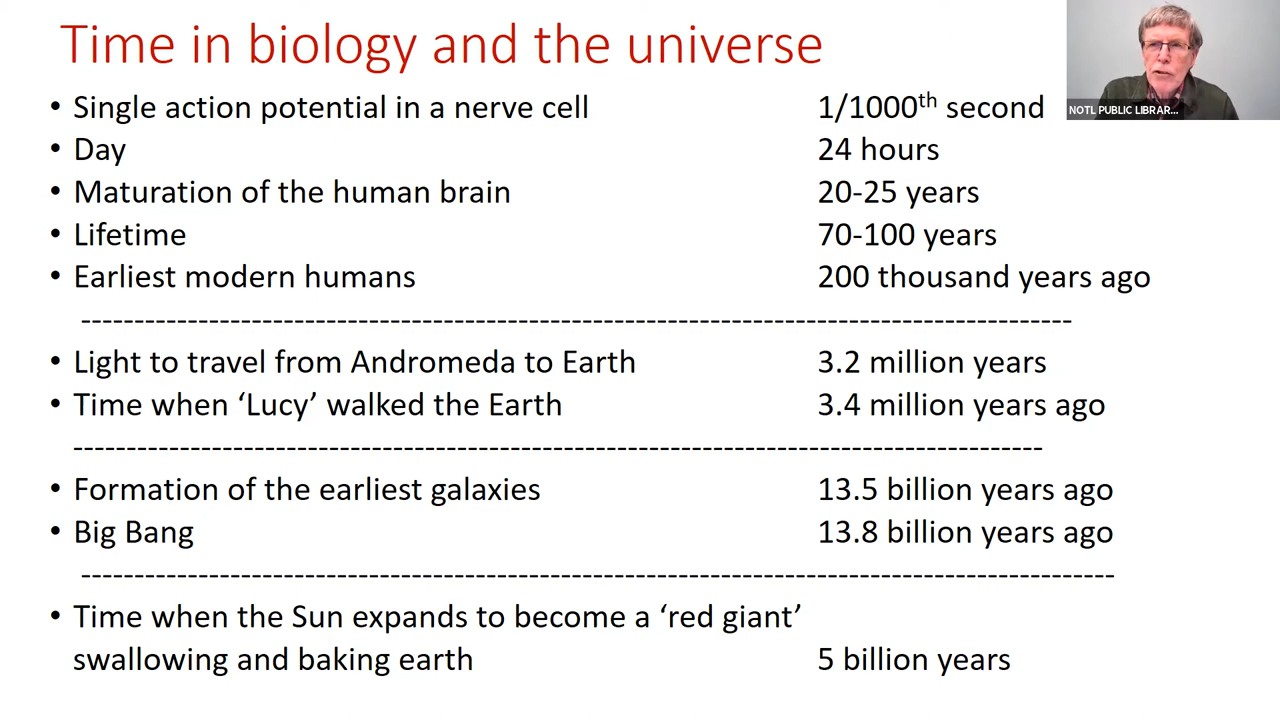 Time in biology and the universe
NOTL PUBLIC LIBRAR...
• Single action potential in a nerve cell 1/1000th second
• Day 24 hours
• Maturation of the human brain 20-25 years
• Lifetime 70-100 years
• Earliest modern humans 200 thousand years ago
--------------------------------------------------------------------------------------------
• Light to travel from Andromeda to Earth 3.2 million years
• Time when ‘Lucy’ walked the Earth 3.4 million years ago
------------------------------------------------------------------------------------------
• Formation of the earliest galaxies 13.5 billion years ago
• Big Bang 13.8 billion years ago
------------------------------------------------------------------------------------------------
• Time when the Sun expands to become a ‘red giant’
swallowing and baking earth 5 billion years